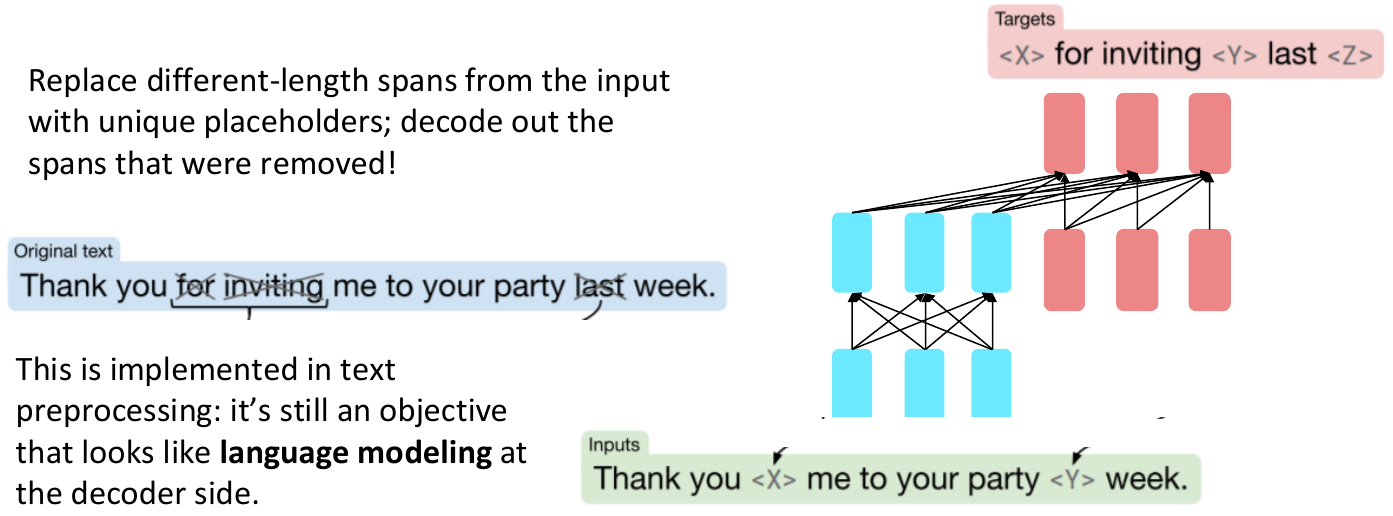 Targets
<X> for inviting <Y> last <Z>
Replace different-length spans from the input
with unique placeholders; decode out the
spans that were removed!
Original text
Thank you for inviting me to your party last week.
This is implemented in text
preprocessing: it's still an objective
that looks like language modeling at
the decoder side.
Inputs
Thank you <X> me to your party <Y> week.